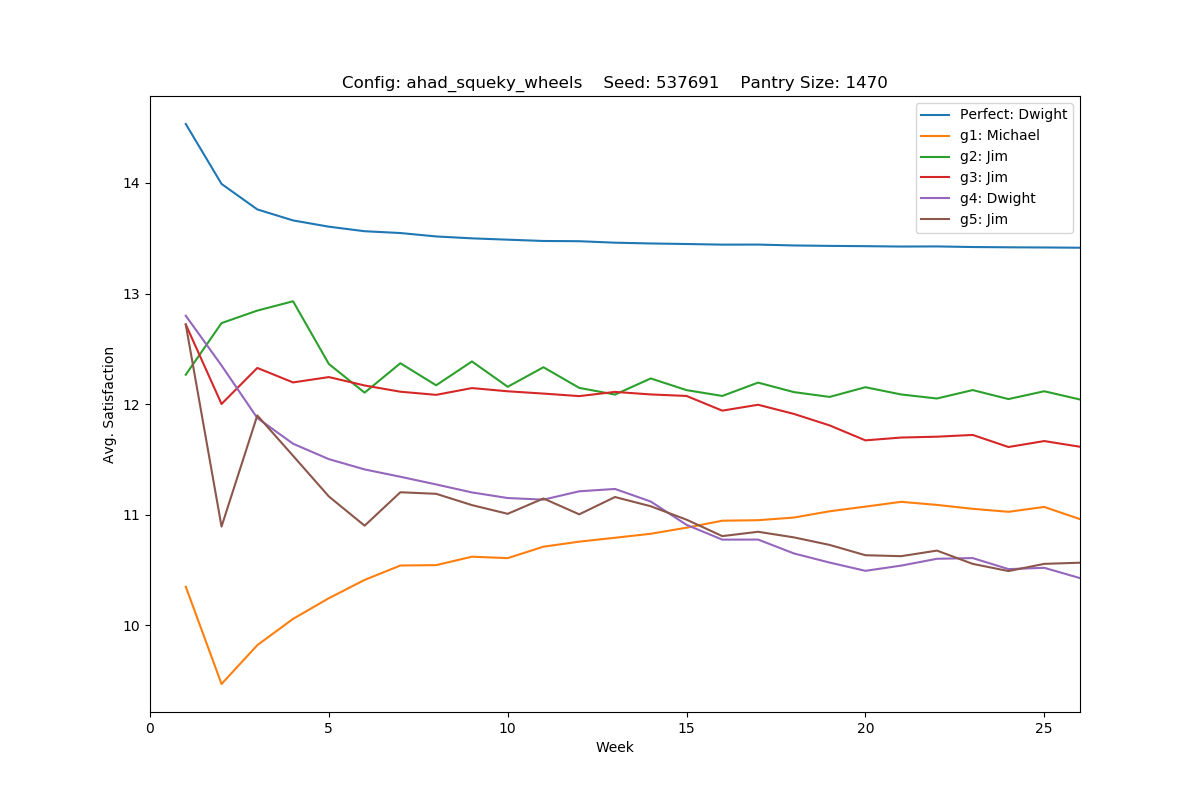 Config: ahad_squeky_wheels    Seed: 537691    Pantry Size: 1470
Perfect: Dwight
g1: Michael
g2: Jim
g3: Jim
g4: Dwight
g5: Jim
Avg. Satisfaction
14
13
12
11
10
0 5 10 15 20 25
Week